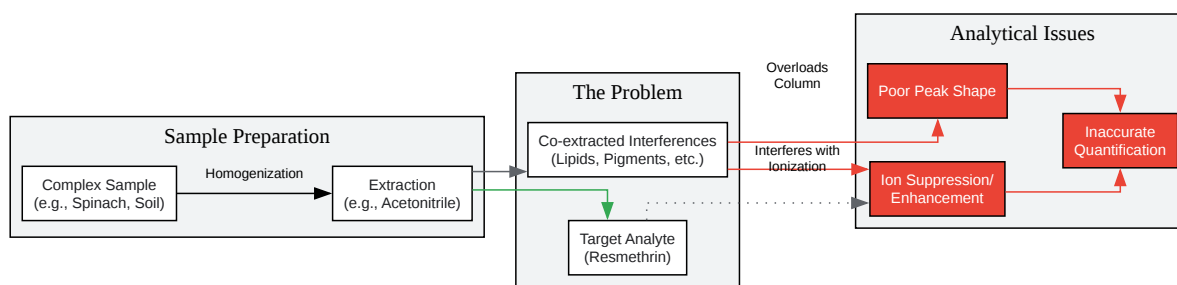 Sample Preparation
Complex Sample
(e.g., Spinach, Soil)
Homogenization
Extraction
(e.g., Acetonitrile)
The Problem
Co-extracted Interferences
(Lipids, Pigments, etc.)
Target Analyte
(Resmethrin)
Overloads
Column
Interferes with
Ionization
Analytical Issues
Poor Peak Shape
Ion Suppression/
Enhancement
Inaccurate
Quantification